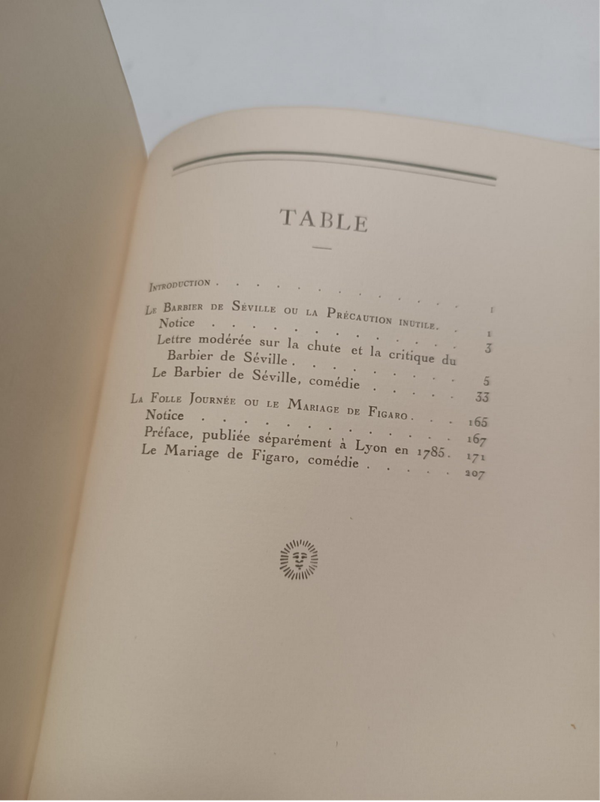 TABLE
INTRODUCTION . . . . . . . . . . . . I
LE BARBIER DE SÉVILLE OU LA PRÉCAUTION INUTILE. . 1
Notice . . . . . . . . . . . . 3
Lettre modérée sur la chute et la critique du
Barbier de Séville. . . . . . . . 5
Le Barbier de Séville, comédie . . . . . 33
LA FOLLE JOURNÉE OU LE MARIAGE DE FIGARO. . . 165
Notice . . . . . . . . . . . . 167
Préface, publiée séparément à Lyon en 1785. 171
Le Mariage de Figaro, comédie . . . . . 207